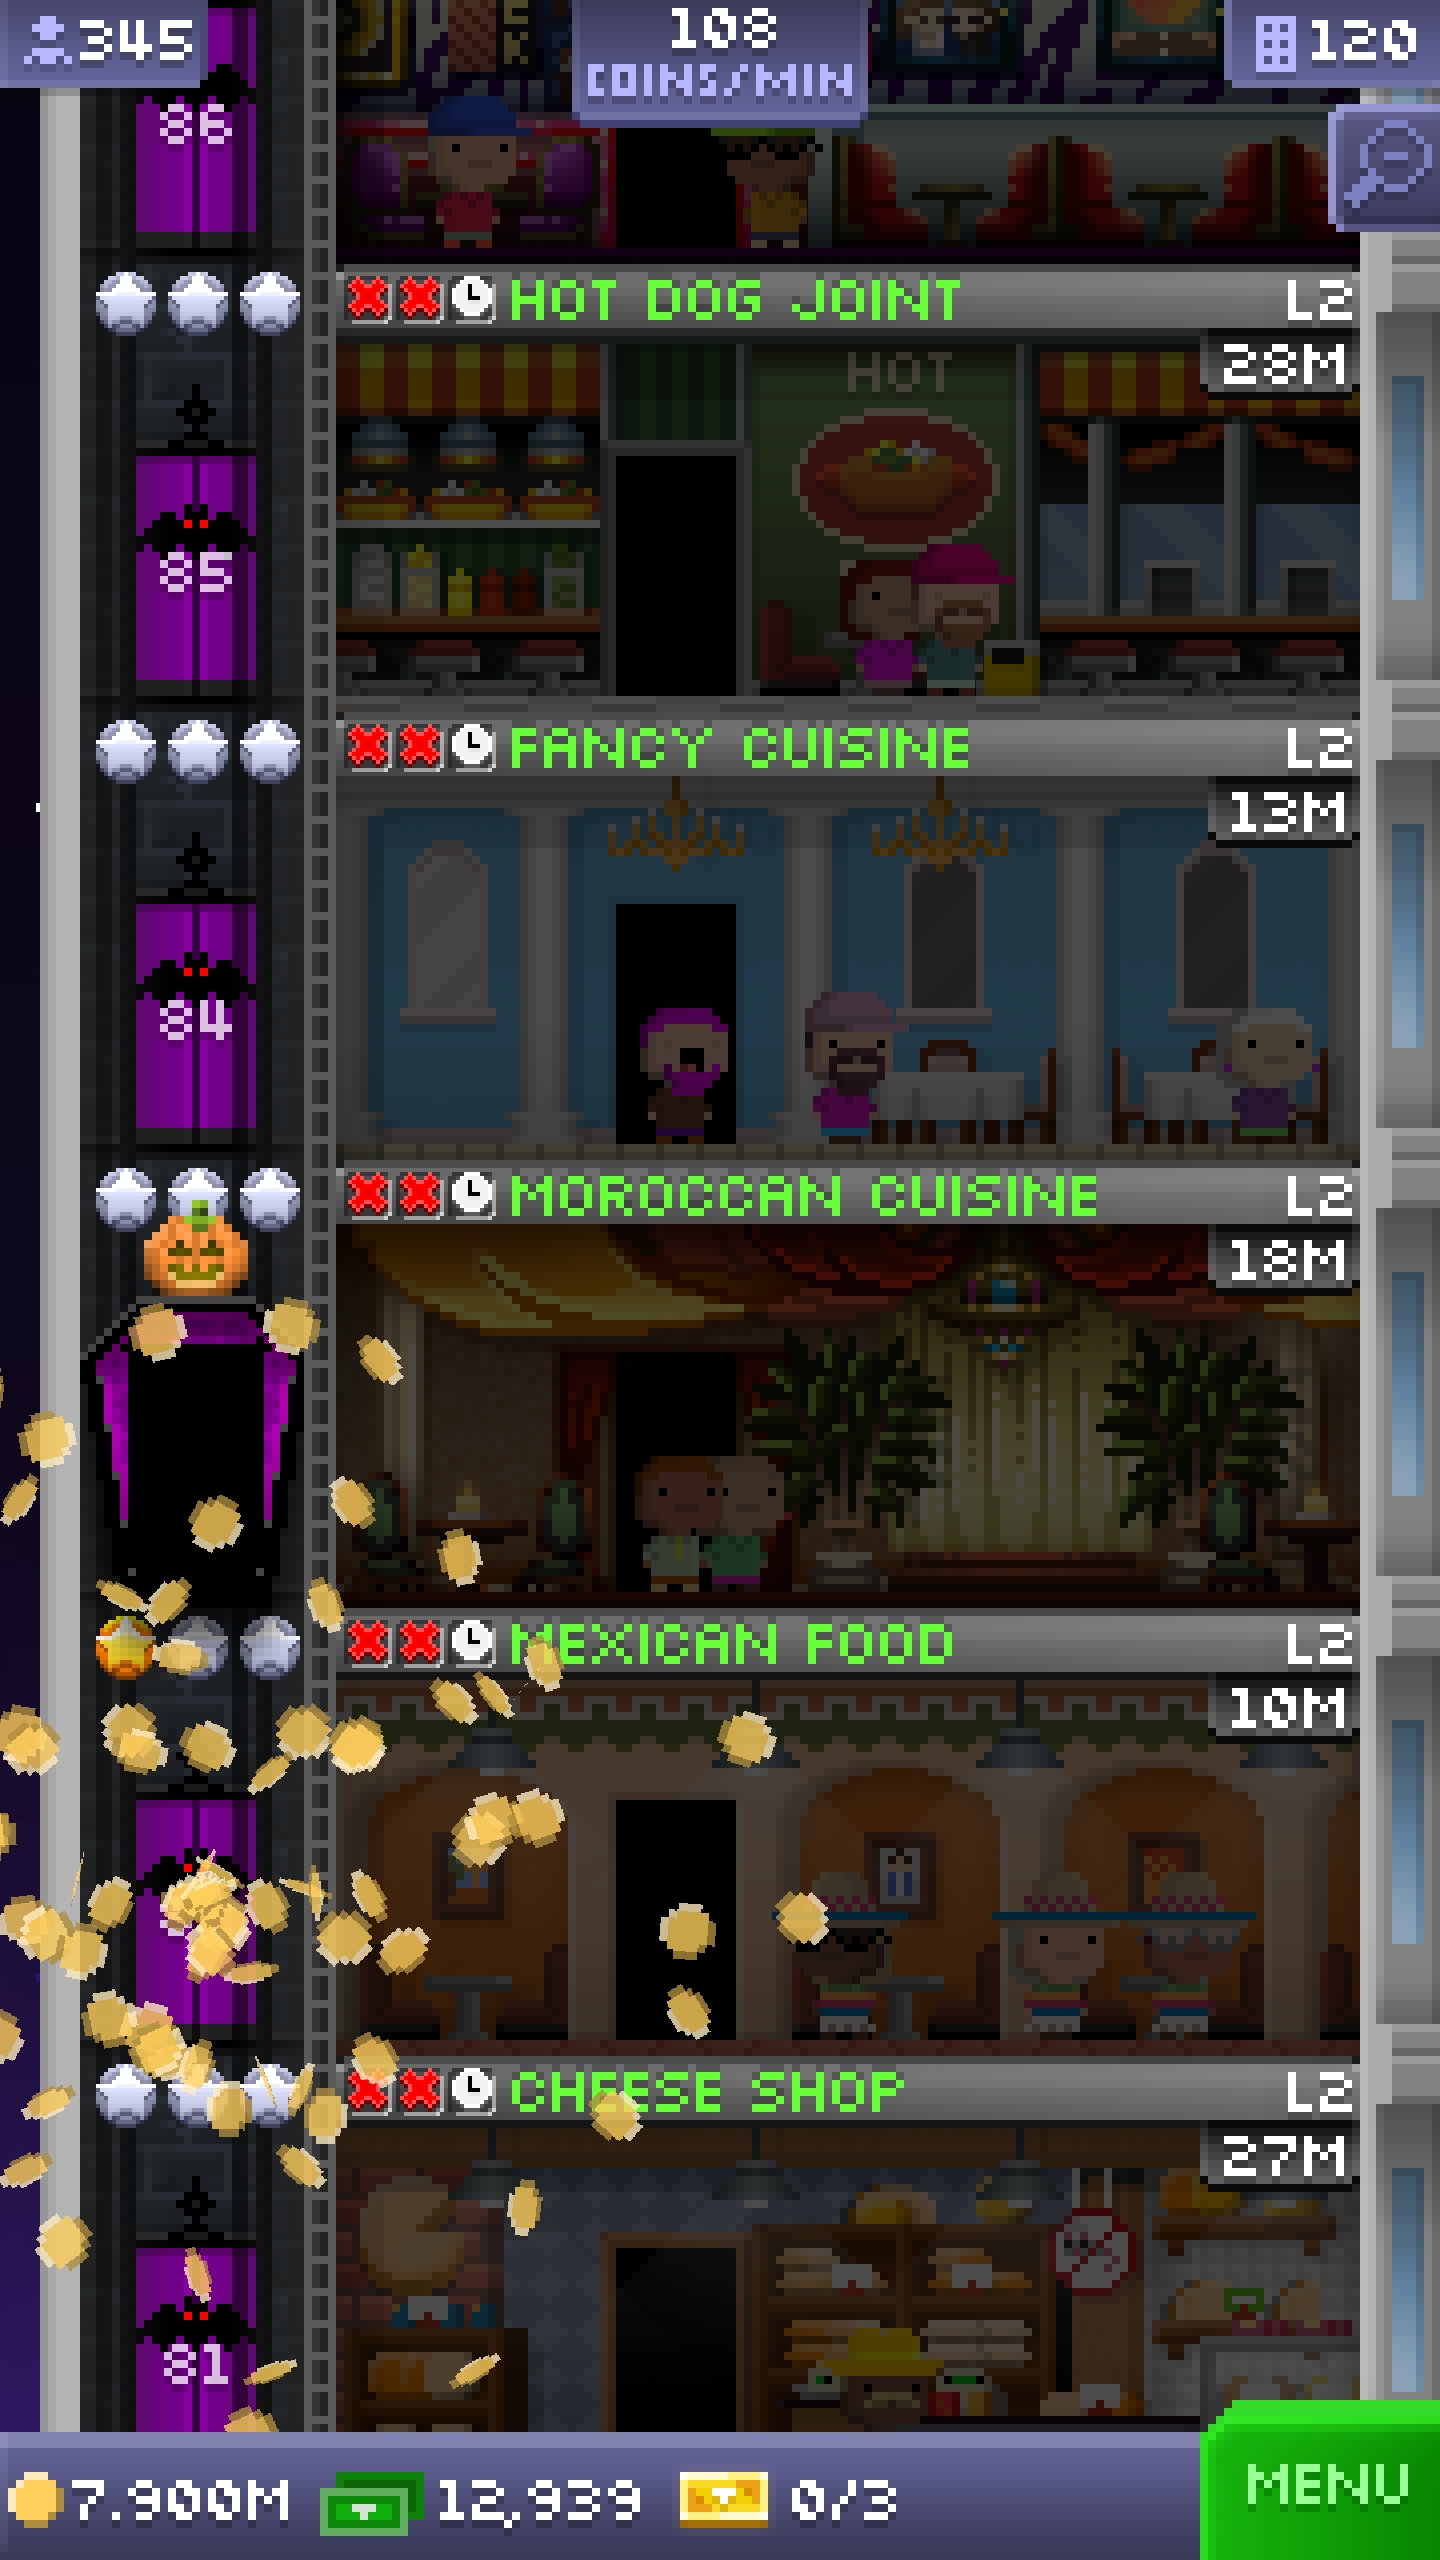 345
108
COINS/MIN
120
86
HOT DOG JOINT L2
28M
HOT
85
FANCY CUISINE L2
13M
84
MOROCCAN CUISINE L2
18M
MEXICAN FOOD L2
10M
CHEESE SHOP L2
27M
81
7.900M 12,939 0/3
MENU